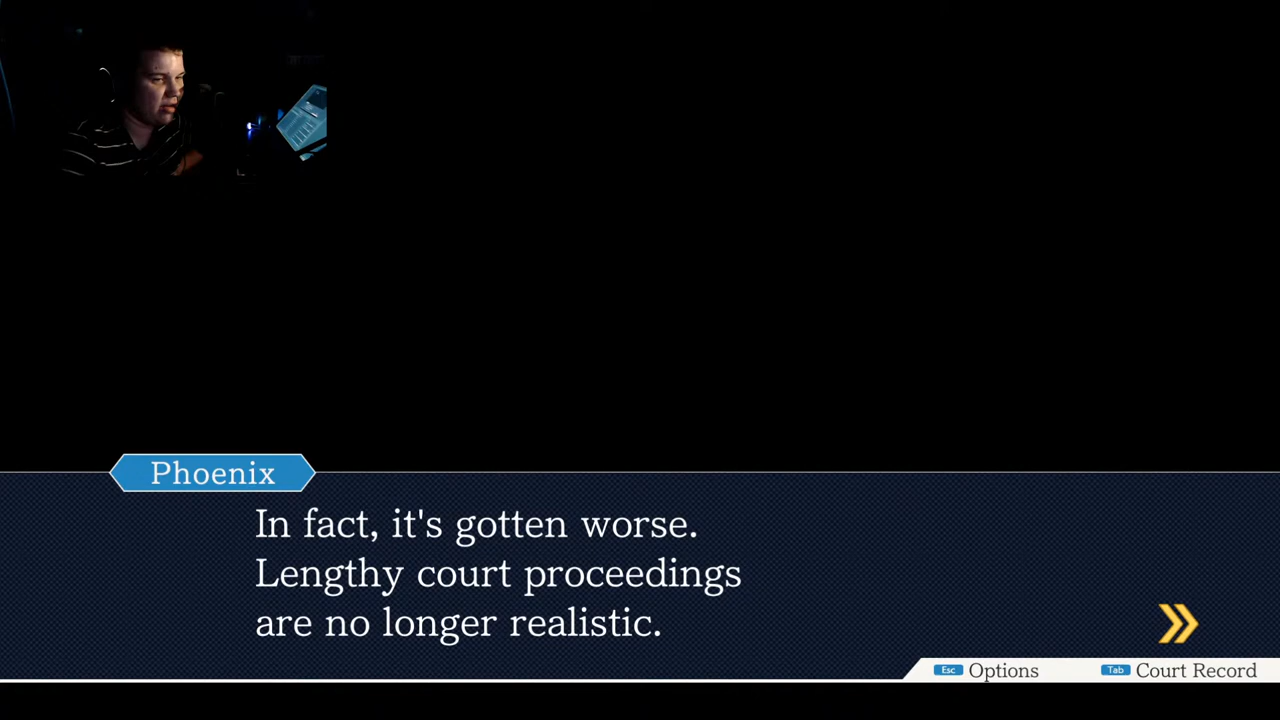 Phoenix
In fact, it's gotten worse.
Lengthy court proceedings
are no longer realistic.
Esc Options Tab Court Record